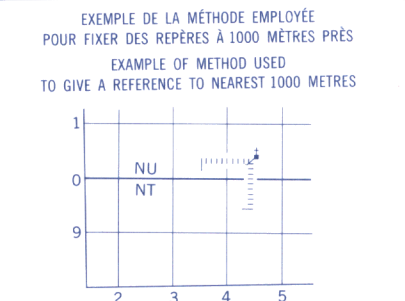 EXEMPLE DE LA MÉTHODE EMPLOYÉE
POUR FIXER DES REPÈRES À 1000 MÈTRES PRÈS
EXAMPLE OF METHOD USED
TO GIVE A REFERENCE TO NEAREST 1000 METRES
1
NU
0
NT
9
2 3 4 5